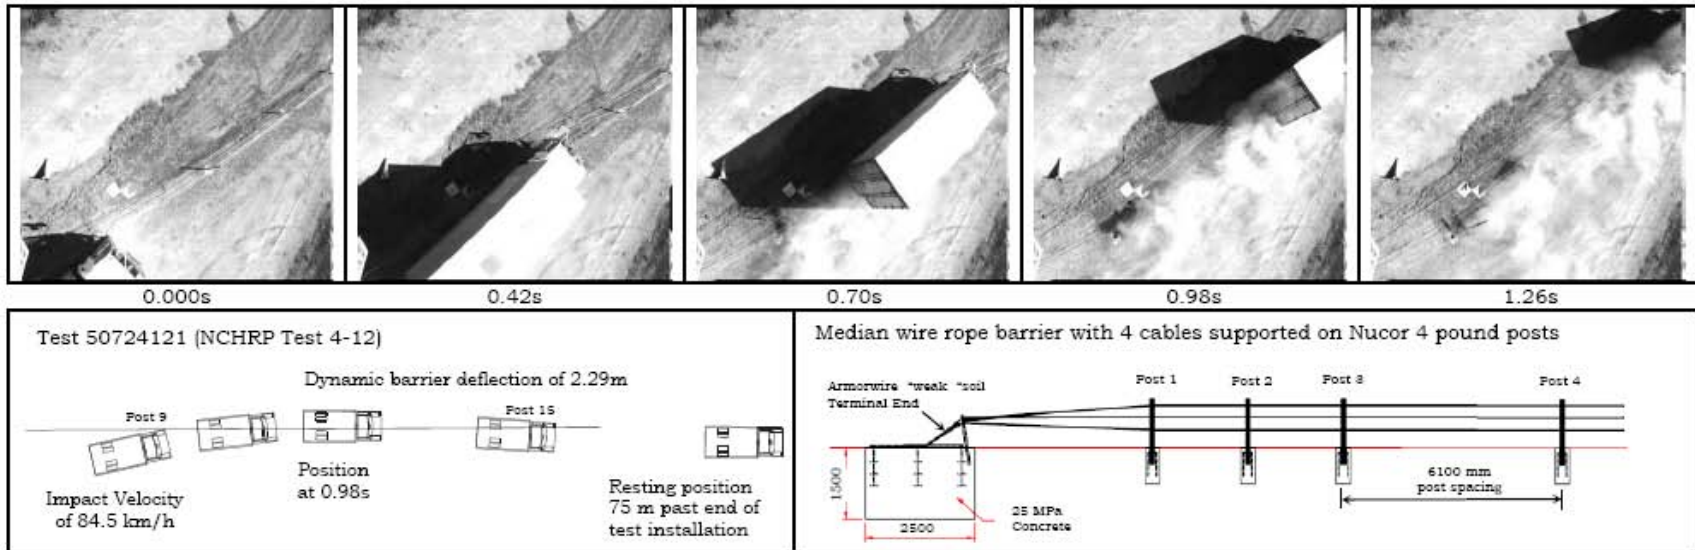 0.000s
0.42s
0.70s
0.98s
1.26s
Test 50724121 (NCHRP Test 4-12)
Dynamic barrier deflection of 2.29m
Post 9
Post 15
Position
at 0.98s
Impact Velocity
of 84.5 km/h
Resting position
75 m past end of
test installation
Median wire rope barrier with 4 cables supported on Nucor 4 pound posts
Armorwire "weak "soil
Terminal End
Post 1
Post 2
Post 3
Post 4
6100 mm
post spacing
1500
2500
25 MPa
Concrete